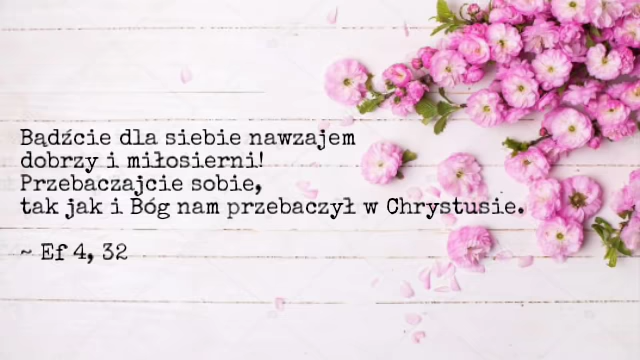 Bądźcie dla siebie nawzajem
dobrzy i miłosierni!
Przebaczajcie sobie,
tak jak i Bóg nam przebaczył w Chrystusie.
~ Ef 4, 32